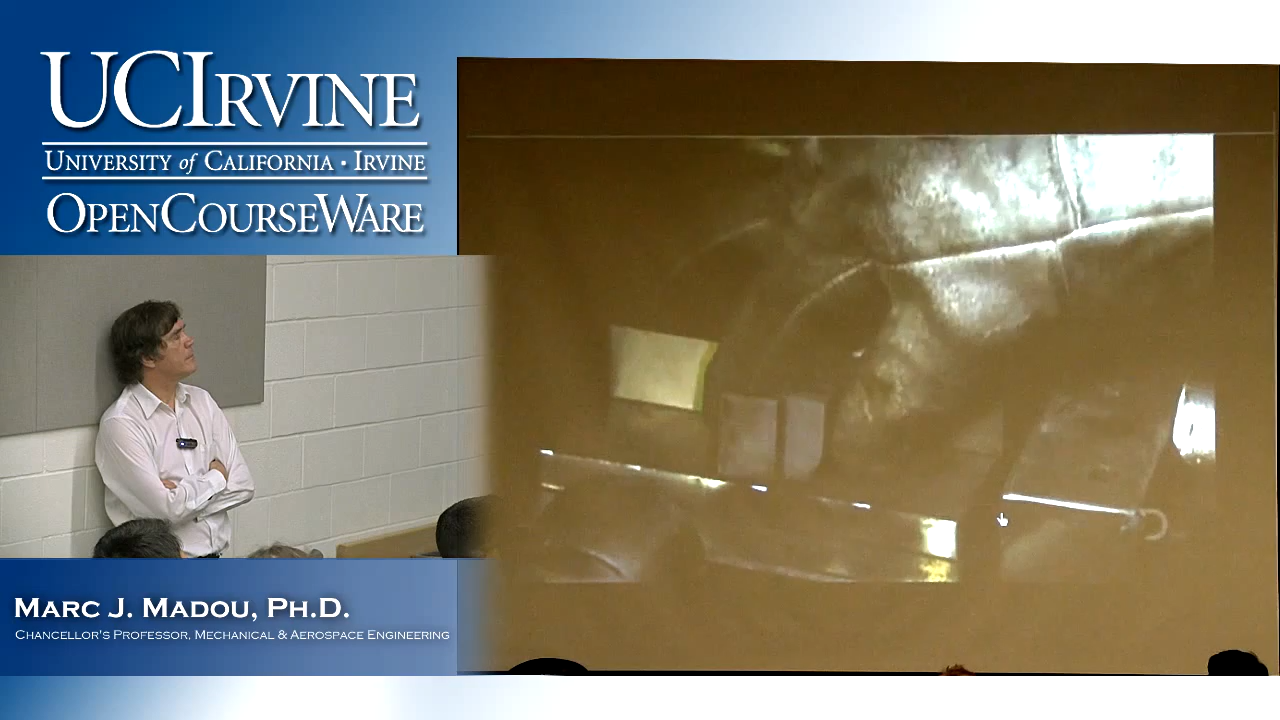 UCIRVINE
UNIVERSITY of CALIFORNIA · IRVINE
OPENCOURSEWARE
MARC J. MADOU, PH.D.
CHANCELLOR'S PROFESSOR, MECHANICAL & AEROSPACE ENGINEERING